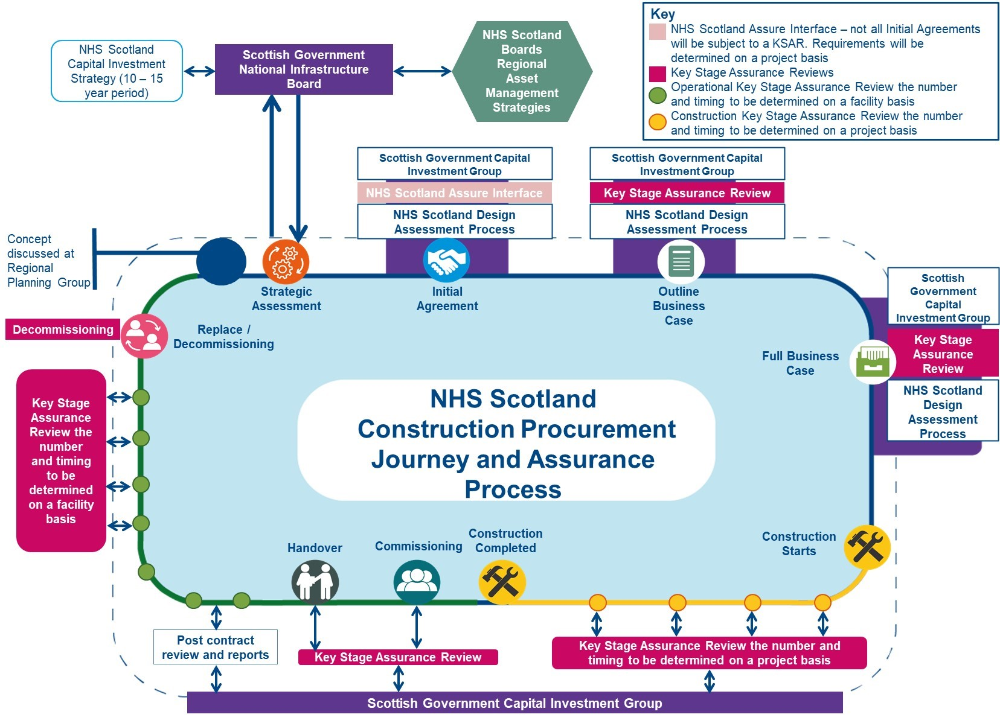 NHS Scotland
Capital Investment
Strategy (10 – 15
year period)
Scottish Government
National Infrastructure
Board
NHS Scotland
Boards
Regional
Asset
Management
Strategies
Key
NHS Scotland Assure Interface – not all Initial Agreements
will be subject to a KSAR. Requirements will be
determined on a project basis
Key Stage Assurance Reviews
Operational Key Stage Assurance Review the number
and timing to be determined on a facility basis
Construction Key Stage Assurance Review the number
and timing to be determined on a project basis
Scottish Government Capital
Investment Group
NHS Scotland Assure Interface
NHS Scotland Design
Assessment Process
Scottish Government Capital
Investment Group
Key Stage Assurance Review
NHS Scotland Design
Assessment Process
Concept
discussed at
Regional
Planning Group
Strategic
Assessment
Initial
Agreement
Outline
Business
Case
Scottish
Government
Capital
Investment Group
Key Stage
Assurance
Review
NHS Scotland
Design
Assessment
Process
Full Business
Case
Decommissioning
Replace /
Decommissioning
Key Stage
Assurance
Review the
number
and timing
to be
determined
on a facility
basis
NHS Scotland
Construction Procurement
Journey and Assurance
Process
Handover
Commissioning
Construction
Completed
Construction
Starts
Post contract
review and reports
Key Stage Assurance Review
Key Stage Assurance Review the number and
timing to be determined on a project basis
Scottish Government Capital Investment Group